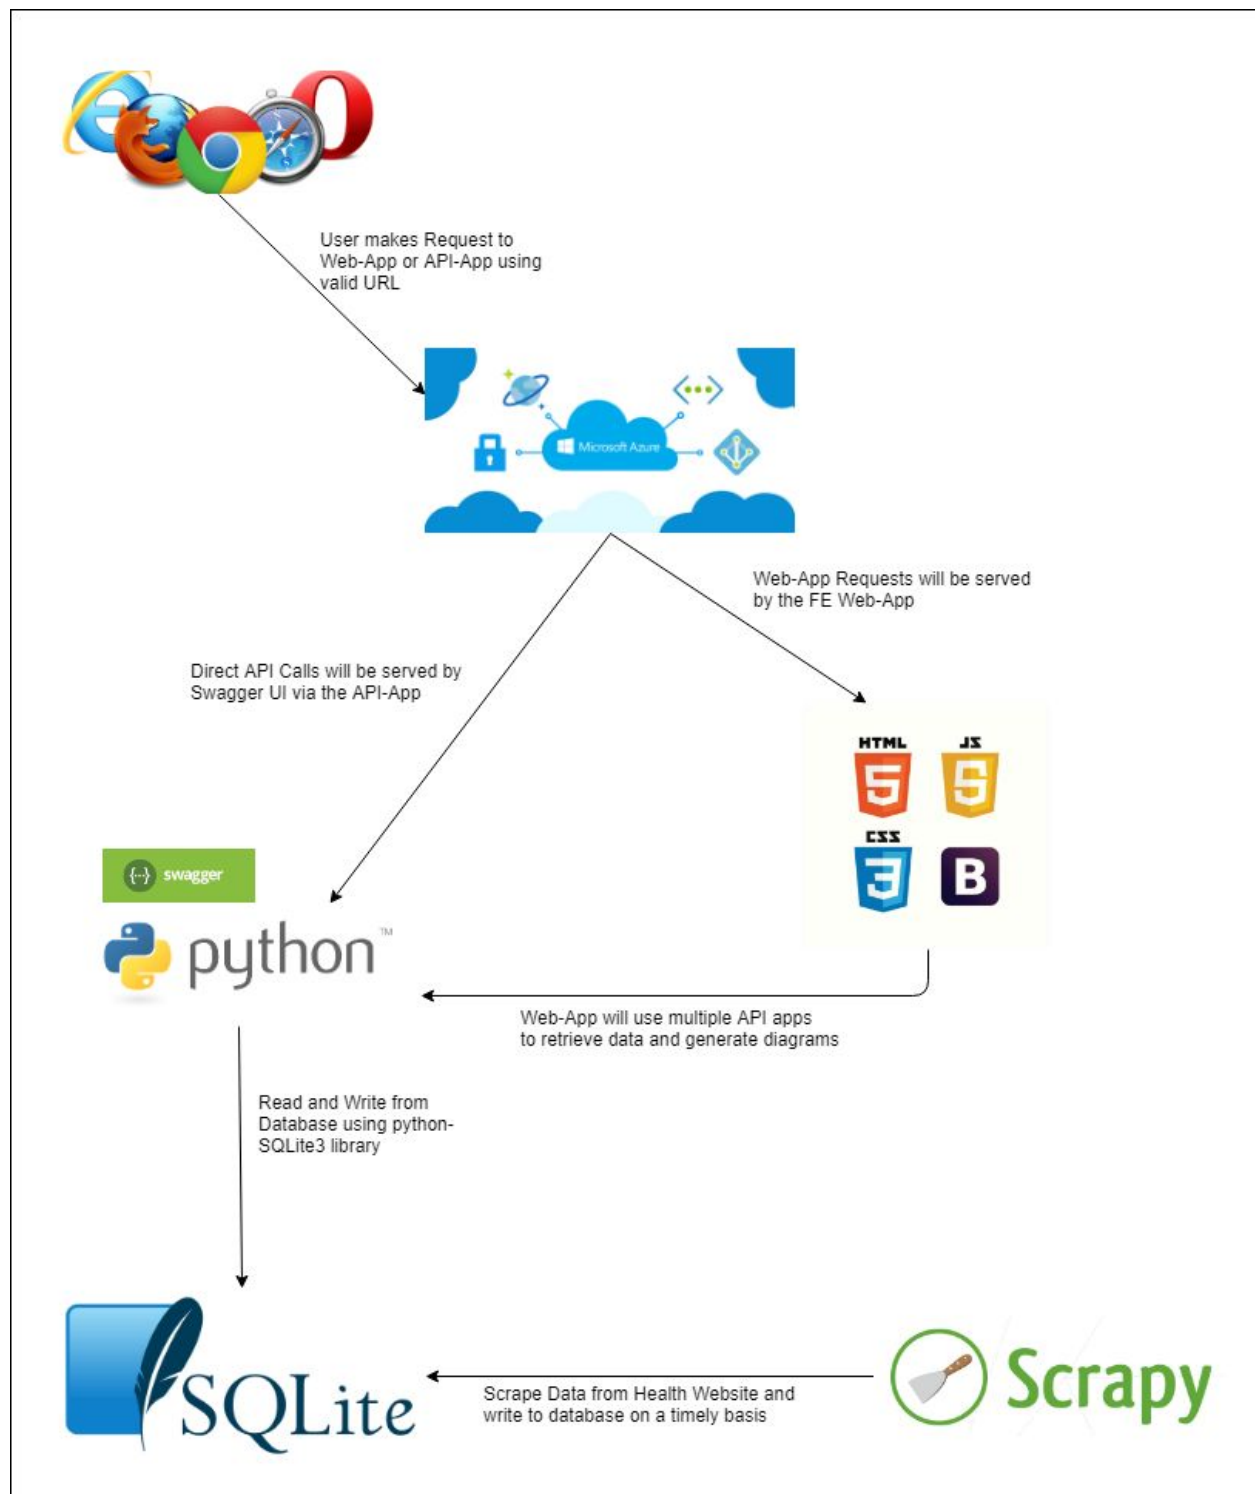 User makes Request to
Web-App or API-App using
valid URL
Microsoft Azure
Web-App Requests will be served
by the FE Web-App
Direct API Calls will be served by
Swagger UI via the API-App
HTML
JS
5
5
CSS
3
B
{···} swagger
python™
Web-App will use multiple API apps
to retrieve data and generate diagrams
Read and Write from
Database using python-
SQLite3 library
SQLite
Scrape Data from Health Website and
write to database on a timely basis
Scrapy